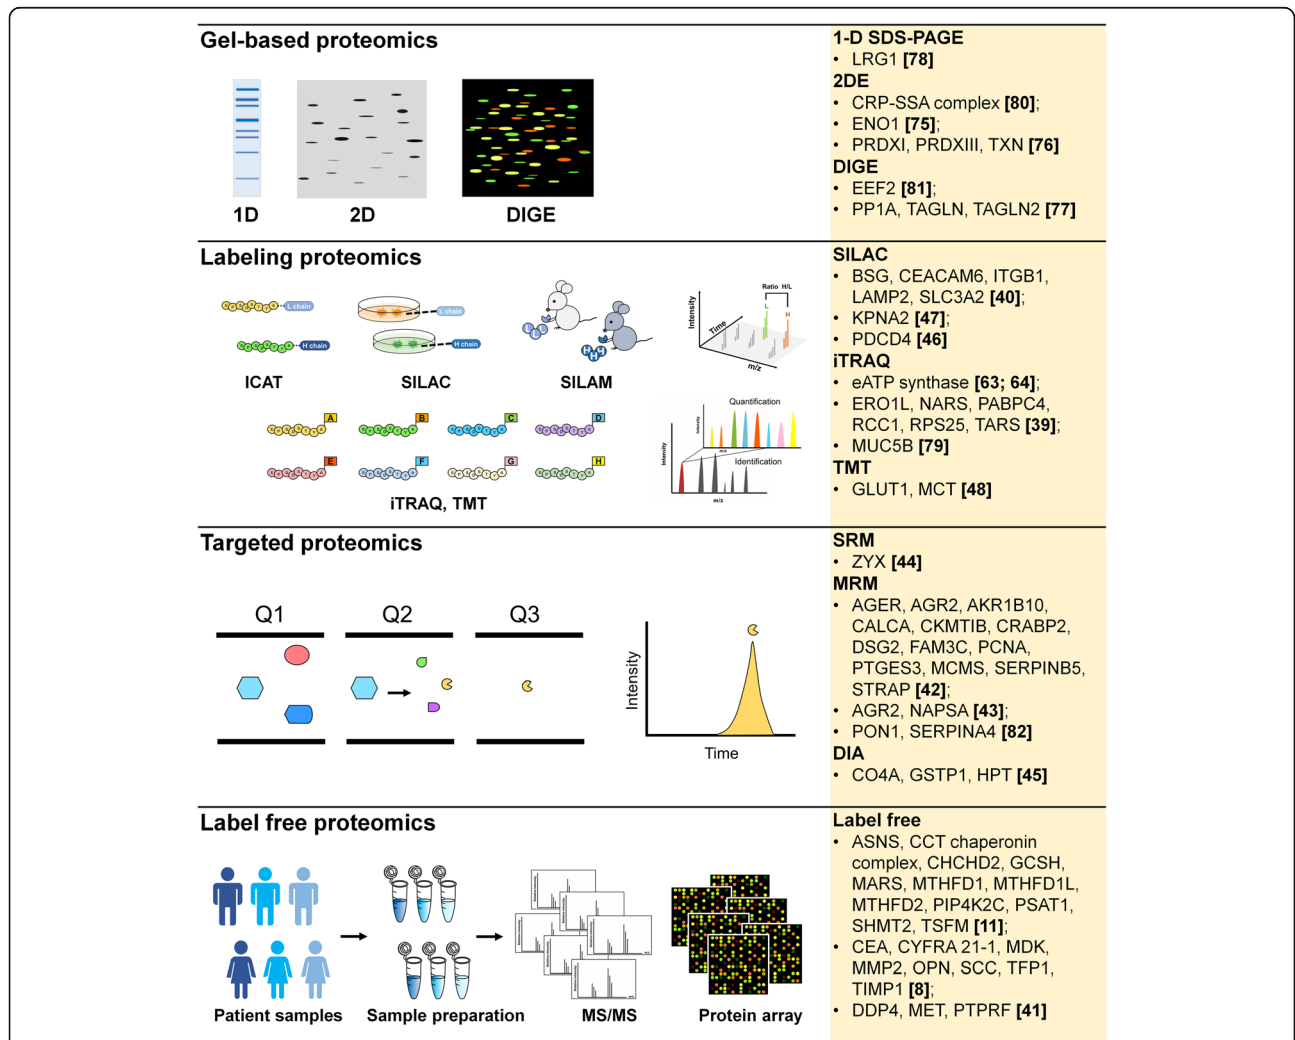 Gel-based proteomics
1D
2D
DIGE
1-D SDS-PAGE
• LRG1 [78]
2DE
• CRP-SSA complex [80];
• ENO1 [75];
• PRDXI, PRDXIII, TXN [76]
DIGE
• EEF2 [81];
• PP1A, TAGLN, TAGLN2 [77]
Labeling proteomics
L chain
H chain
ICAT
L chain
H chain
SILAC
L L L
H H H
SILAM
Intensity
Time
m/z
Ratio H/L
L
H
A
B
C
D
E
F
G
H
iTRAQ, TMT
Quantification
Intensity
m/z
Identification
Intensity
m/z
SILAC
• BSG, CEACAM6, ITGB1,
LAMP2, SLC3A2 [40];
• KPNA2 [47];
• PDCD4 [46]
iTRAQ
• eATP synthase [63; 64];
• ERO1L, NARS, PABPC4,
RCC1, RPS25, TARS [39];
• MUC5B [79]
TMT
• GLUT1, MCT [48]
Targeted proteomics
Q1
Q2
Q3
Intensity
Time
SRM
• ZYX [44]
MRM
• AGER, AGR2, AKR1B10,
CALCA, CKMTIB, CRABP2,
DSG2, FAM3C, PCNA,
PTGES3, MCMS, SERPINB5,
STRAP [42];
• AGR2, NAPSA [43];
• PON1, SERPINA4 [82]
DIA
• CO4A, GSTP1, HPT [45]
Label free proteomics
Patient samples
Sample preparation
MS/MS
Protein array
Label free
• ASNS, CCT chaperonin
complex, CHCHD2, GCSH,
MARS, MTHFD1, MTHFD1L,
MTHFD2, PIP4K2C, PSAT1,
SHMT2, TSFM [11];
• CEA, CYFRA 21-1, MDK,
MMP2, OPN, SCC, TFP1,
TIMP1 [8];
• DDP4, MET, PTPRF [41]